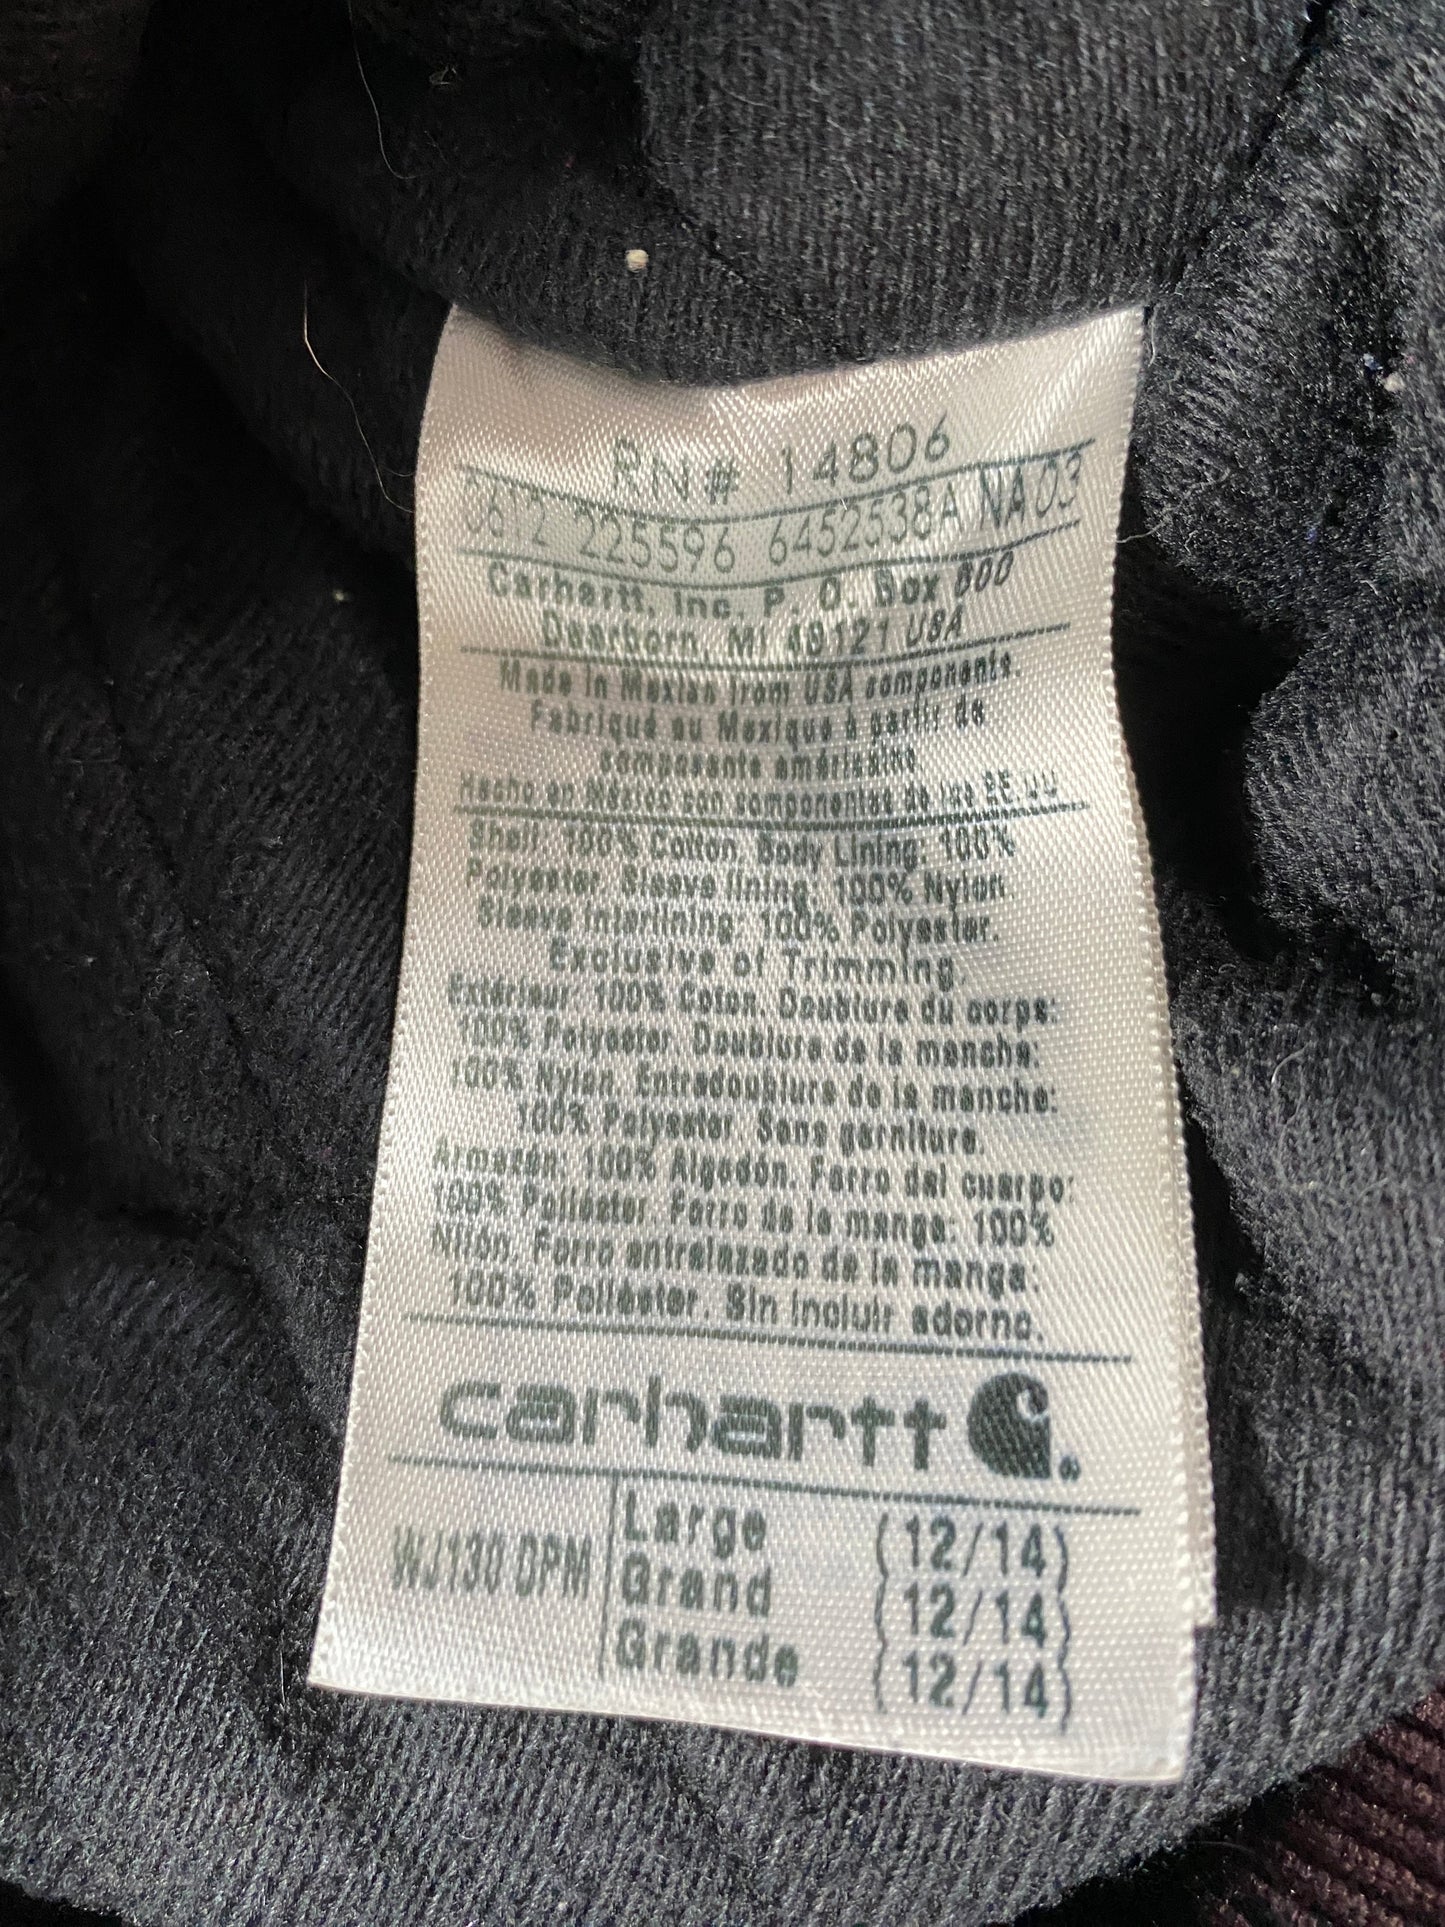 RN# 14806
0612 225596 6452538A NA03
Carhartt, Inc. P. O. Box 600
Dearborn, MI 48121 USA
Made in Mexico from USA components.
Fabriqué au Mexique à partir de
composants américains
Hecho en México con componentes de los EE UU
Shell: 100% Cotton. Body Lining: 100%
Polyester. Sleeve lining: 100% Nylon.
Sleeve interlining: 100% Polyester.
Exclusive of Trimming.
Extérieur: 100% Coton. Doublure du corps:
100% Polyester. Doublure de la manche:
100% Nylon. Entredoublure de la manche:
100% Polyester. Sans garniture.
Armazón: 100% Algodón. Forro del cuerpo:
100% Poliéster. Forro de la manga: 100%
Nilón. Forro entrelazado de la manga:
100% Poliéster. Sin incluir adorno.
carhartt
WJ130 DPM
Large (12/14)
Grand (12/14)
Grande (12/14)